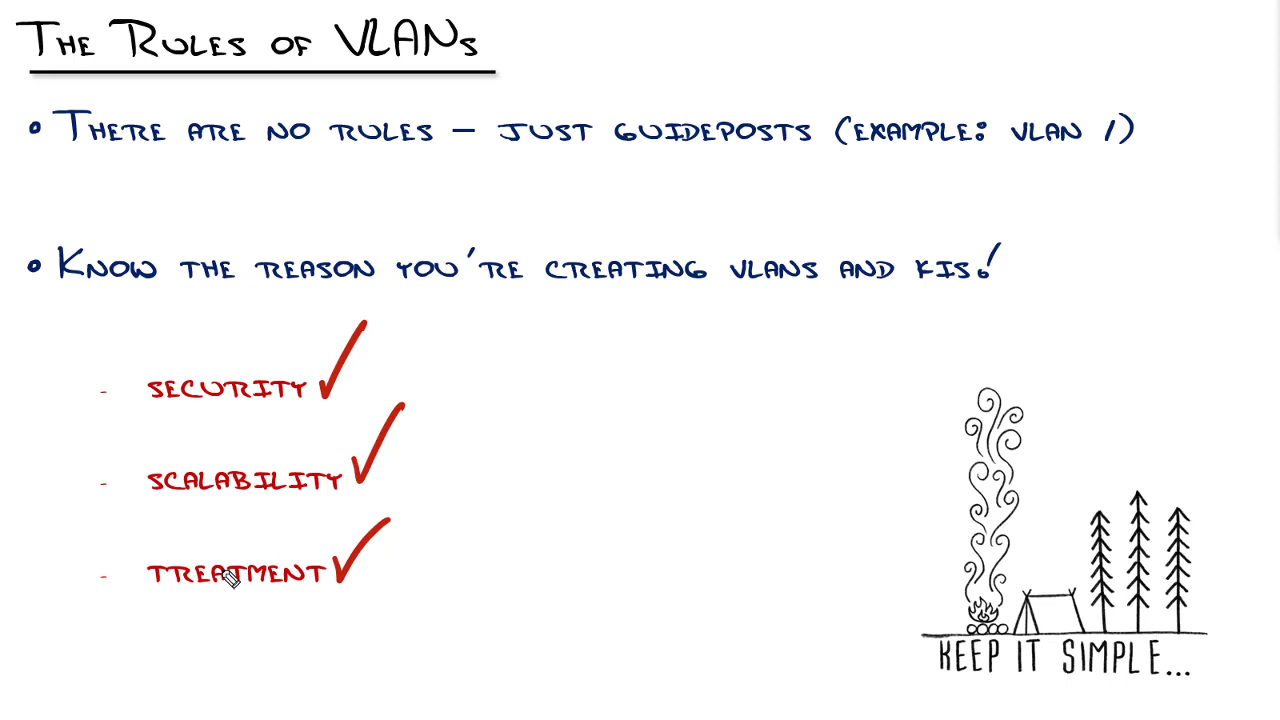 The Rules of VLANs
• There are no rules – just guideposts (example: VLAN 1)
• Know the reason you're creating VLANs and KIS!
- Security
- Scalability
- Treatment
KEEP IT SIMPLE...